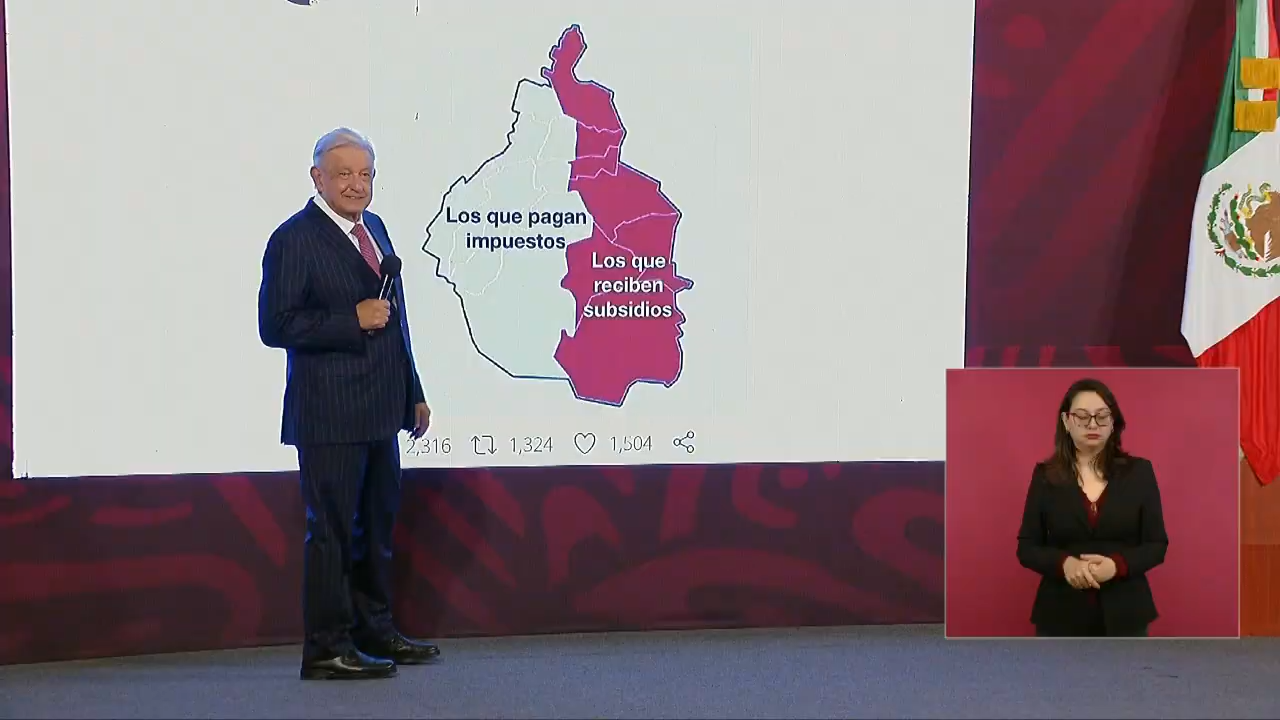 Los que pagan
impuestos
Los que
reciben
subsidios
2,316 1,324 1,504